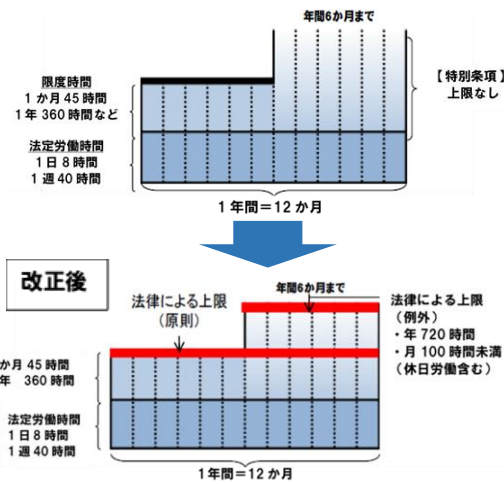 年間6か月まで
【特別条項】
上限なし
限度時間
1か月45時間
1年360時間など
法定労働時間
1日8時間
1週40時間
1年間＝12か月
改正後
年間6か月まで
法律による上限
（原則）
法律による上限
（例外）
・年720時間
・月100時間未満
（休日労働含む）
か月45時間
年 360時間
法定労働時間
1日8時間
1週40時間
1年間＝12か月